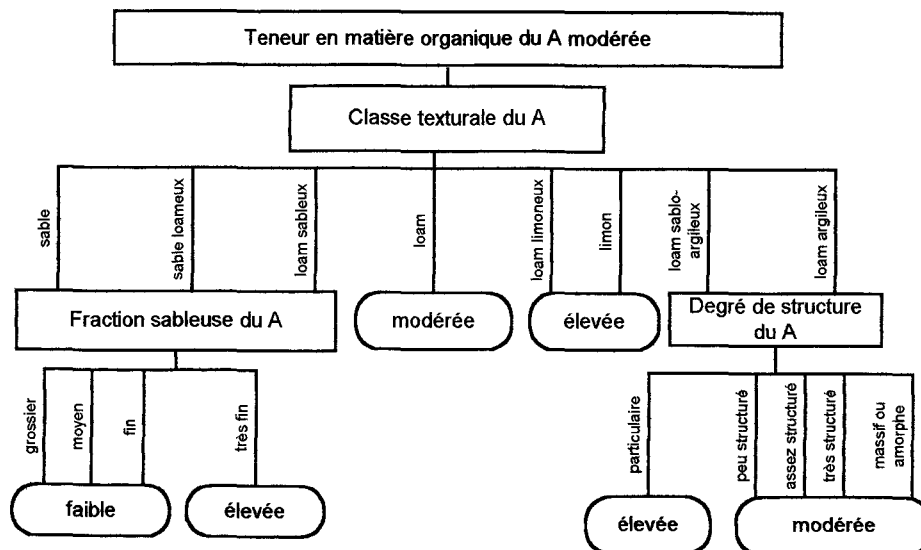 Teneur en matière organique du A modérée
Classe texturale du A
sable
sable loameux
loam sableux
loam
loam limoneux
limon
loam sablo-
argileux
loam argileux
Fraction sableuse du A
modérée
élevée
Degré de structure
du A
grossier
moyen
fin
très fin
particulaire
peu structuré
assez structuré
très structuré
massif ou
amorphe
faible
élevée
élevée
modérée